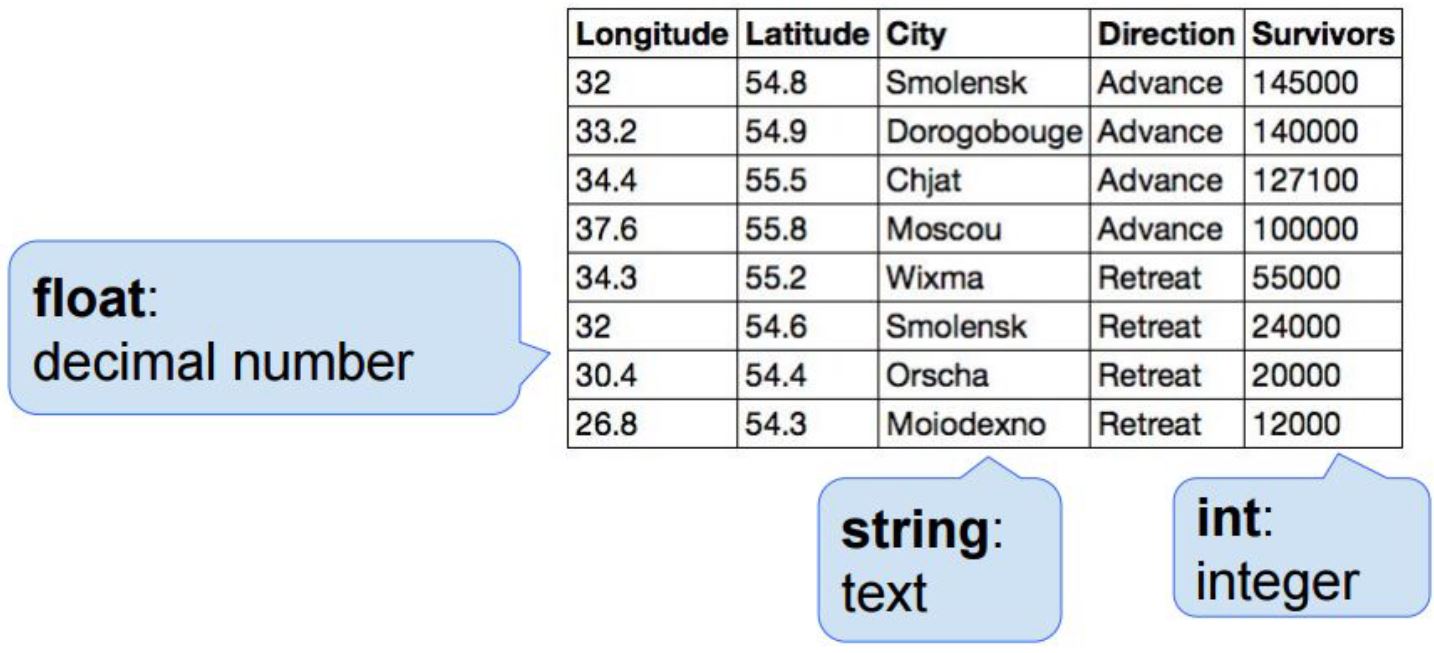 Longitude Latitude City Direction Survivors
32 54.8 Smolensk Advance 145000
33.2 54.9 Dorogobouge Advance 140000
34.4 55.5 Chjat Advance 127100
37.6 55.8 Moscou Advance 100000
34.3 55.2 Wixma Retreat 55000
32 54.6 Smolensk Retreat 24000
30.4 54.4 Orscha Retreat 20000
26.8 54.3 Moiodexno Retreat 12000
float:
decimal number
string:
text
int:
integer